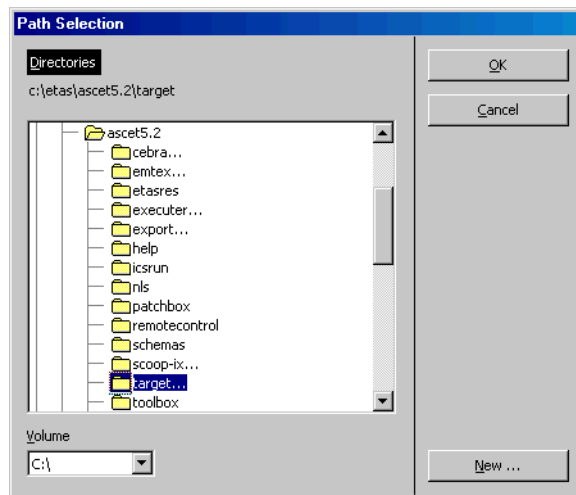 Path Selection
Directories
c:\etas\ascet5.2\target
ascet5.2
cebra...
emtex...
etasres
executer...
export...
help
icsrun
nls
patchbox
remotecontrol
schemas
scoop-ix...
target...
toolbox
Volume
C:\
OK
Cancel
New ...